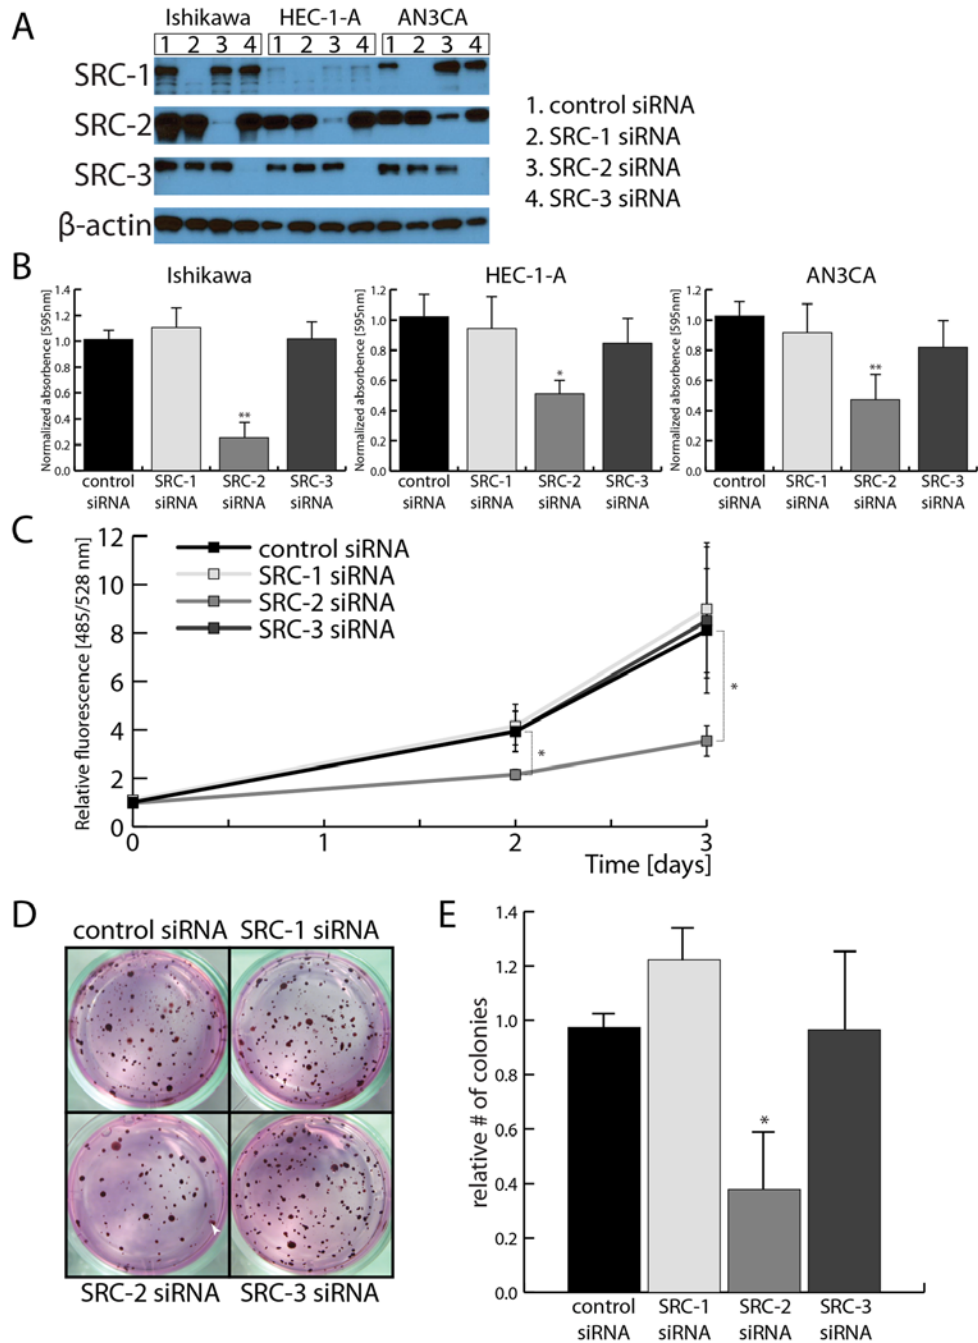 A
Ishikawa HEC-1-A AN3CA
1 2 3 4 1 2 3 4 1 2 3 4
SRC-1
SRC-2
SRC-3
β-actin
1. control siRNA
2. SRC-1 siRNA
3. SRC-2 siRNA
4. SRC-3 siRNA
B
Ishikawa
Normalized absorbence [595nm]
1.4
1.2
1.0
0.8
0.6
0.4
0.2
0.0
**
control siRNA
SRC-1 siRNA
SRC-2 siRNA
SRC-3 siRNA
HEC-1-A
Normalized absorbence [595nm]
1.2
1.0
0.8
0.6
0.4
0.2
0.0
*
control siRNA
SRC-1 siRNA
SRC-2 siRNA
SRC-3 siRNA
AN3CA
Normalized absorbence [595nm]
1.2
1.0
0.8
0.6
0.4
0.2
0.0
**
control siRNA
SRC-1 siRNA
SRC-2 siRNA
SRC-3 siRNA
C
Relative fluorescence [485/528 nm]
12
10
8
6
4
2
0
control siRNA
SRC-1 siRNA
SRC-2 siRNA
SRC-3 siRNA
*
*
0 1 2 3
Time [days]
D
control siRNA SRC-1 siRNA
SRC-2 siRNA SRC-3 siRNA
E
relative # of colonies
1.4
1.2
1.0
0.8
0.6
0.4
0.2
0.0
*
control siRNA
SRC-1 siRNA
SRC-2 siRNA
SRC-3 siRNA